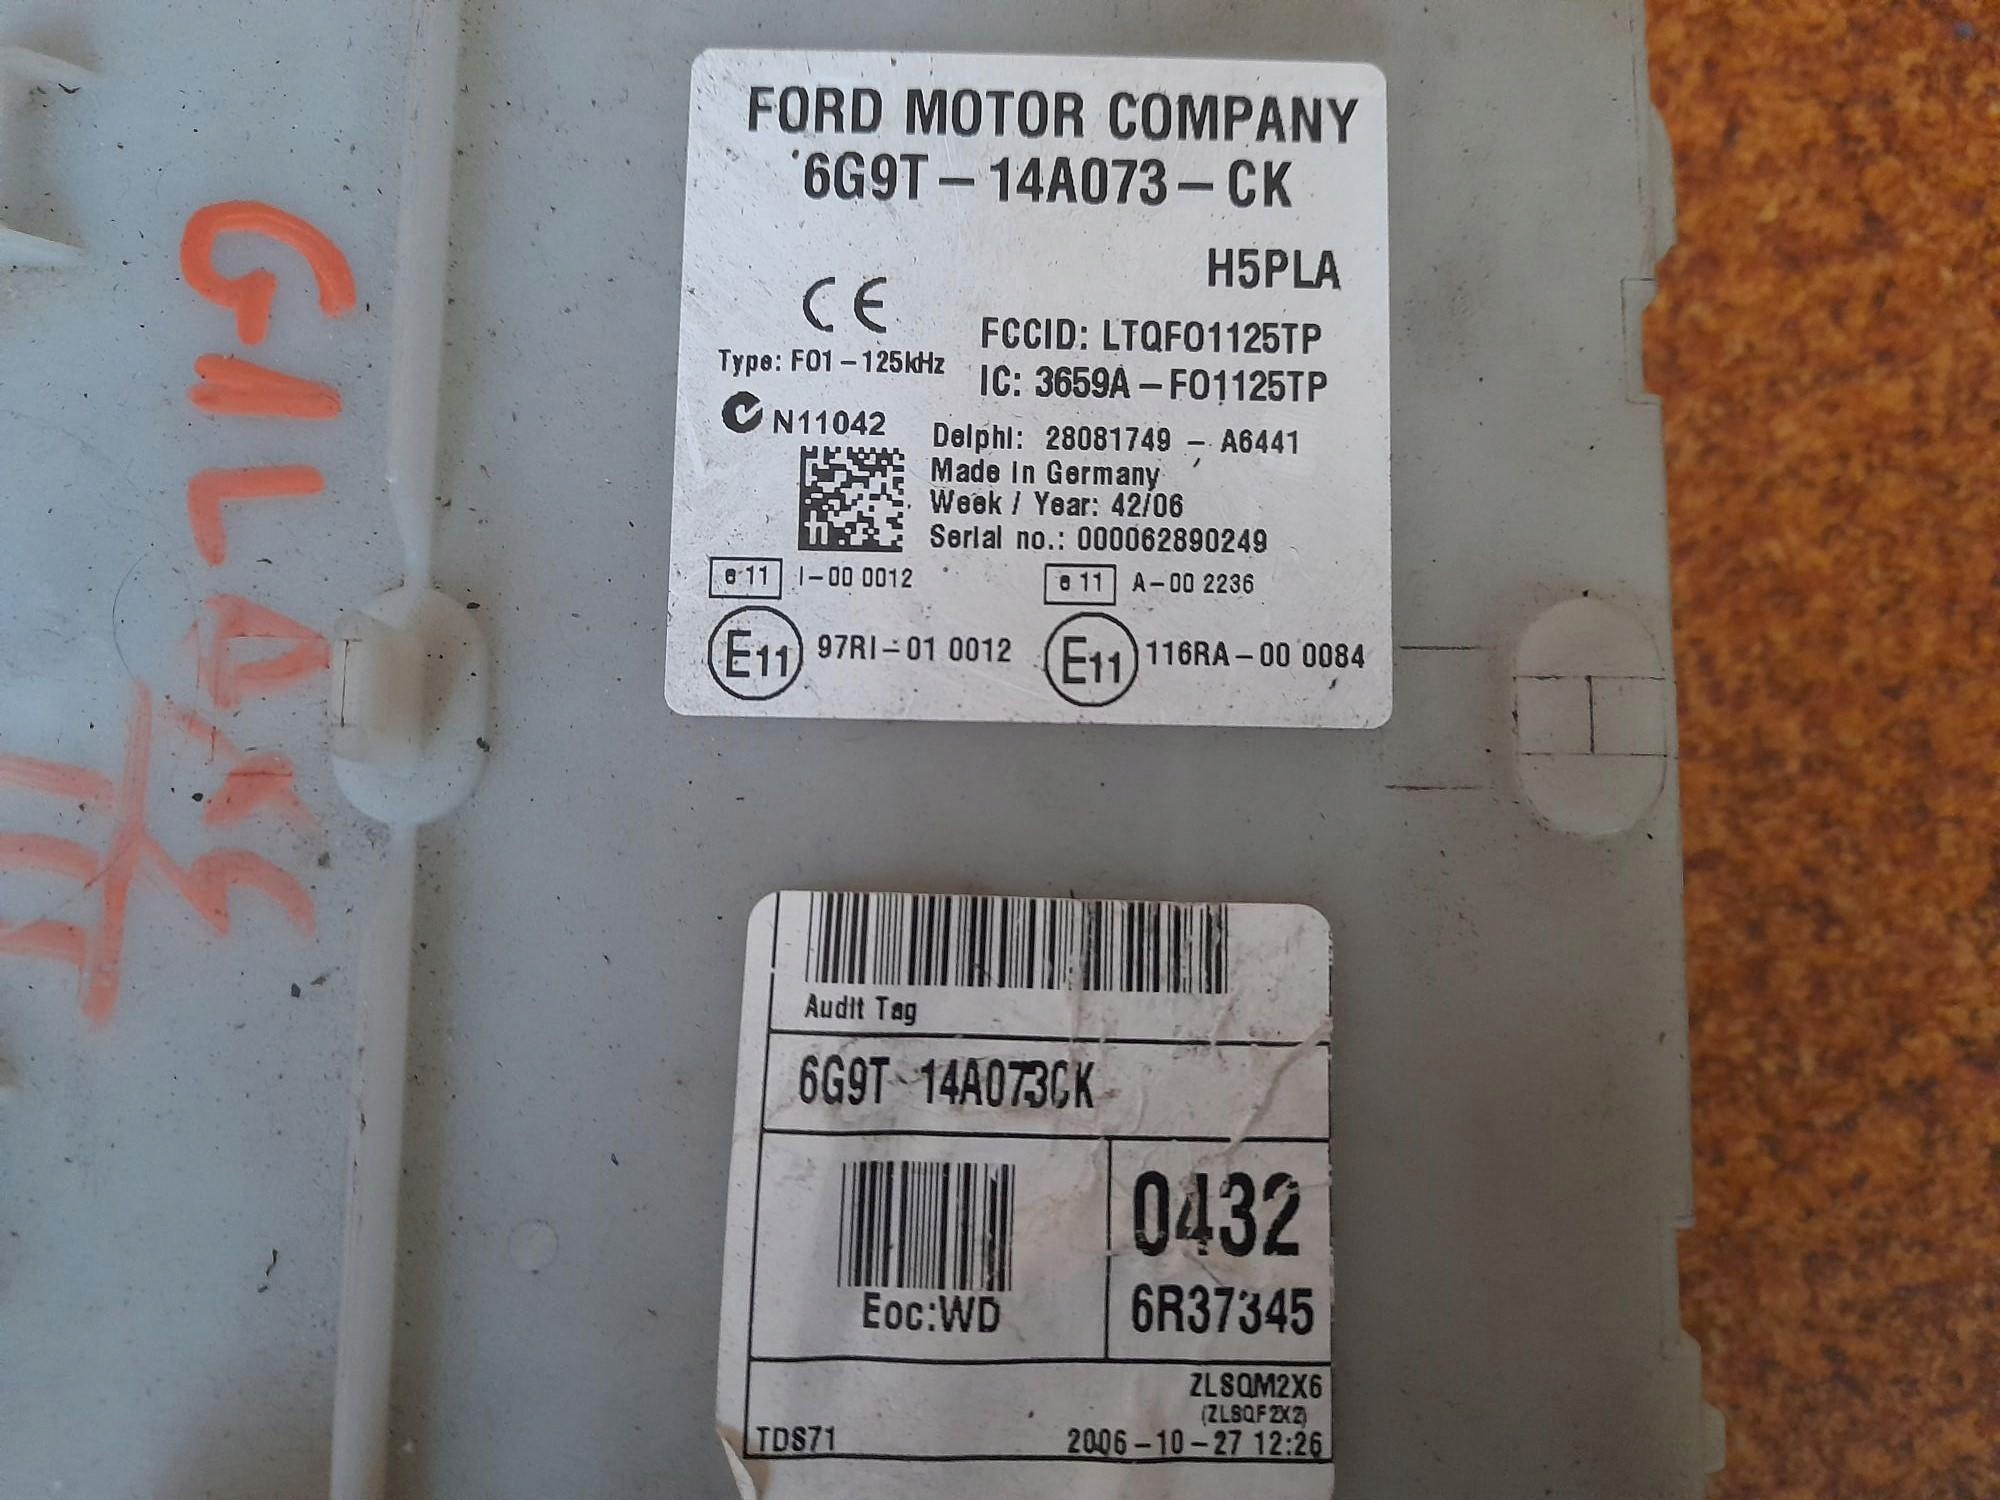 FORD MOTOR COMPANY
6G9T-14A073-CK
H5PLA
CE
FCCID: LTQFO1125TP
Type: FO1-125kHz
IC: 3659A-FO1125TP
N11042
Delphi: 28081749 - A6441
Made in Germany
Week / Year: 42/06
Serial no.: 000062890249
e11 I-00 0012
e11 A-00 2236
E11 97RI-01 0012
E11 116RA-00 0084
Audit Tag
6G9T 14A073CK
0432
Eoc:WD
6R37345
ZLSQM2X6
(ZLSQF2X2)
TDS71
2006-10-27 12:26